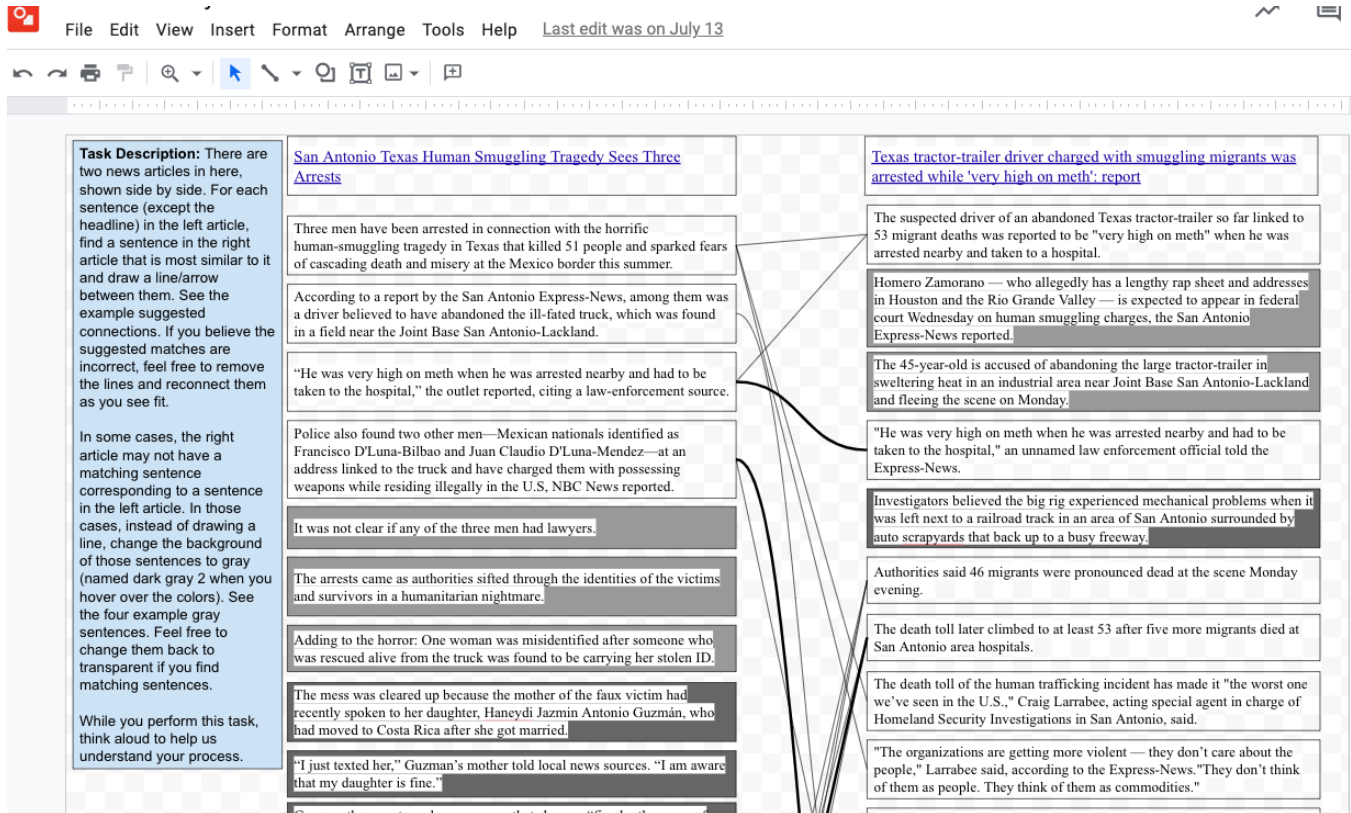 File Edit View Insert Format Arrange Tools Help Last edit was on July 13
Task Description: There are
two news articles in here,
shown side by side. For each
sentence (except the
headline) in the left article,
find a sentence in the right
article that is most similar to it
and draw a line/arrow
between them. See the
example suggested
connections. If you believe the
suggested matches are
incorrect, feel free to remove
the lines and reconnect them
as you see fit.
In some cases, the right
article may not have a
matching sentence
corresponding to a sentence
in the left article. In those
cases, instead of drawing a
line, change the background
of those sentences to gray
(named dark gray 2 when you
hover over the colors). See
the four example gray
sentences. Feel free to
change them back to
transparent if you find
matching sentences.
While you perform this task,
think aloud to help us
understand your process.
San Antonio Texas Human Smuggling Tragedy Sees Three
Arrests
Three men have been arrested in connection with the horrific
human-smuggling tragedy in Texas that killed 51 people and sparked fears
of cascading death and misery at the Mexico border this summer.
According to a report by the San Antonio Express-News, among them was
a driver believed to have abandoned the ill-fated truck, which was found
in a field near the Joint Base San Antonio-Lackland.
“He was very high on meth when he was arrested nearby and had to be
taken to the hospital,” the outlet reported, citing a law-enforcement source.
Police also found two other men—Mexican nationals identified as
Francisco D'Luna-Bilbao and Juan Claudio D'Luna-Mendez—at an
address linked to the truck and have charged them with possessing
weapons while residing illegally in the U.S, NBC News reported.
It was not clear if any of the three men had lawyers.
The arrests came as authorities sifted through the identities of the victims
and survivors in a humanitarian nightmare.
Adding to the horror: One woman was misidentified after someone who
was rescued alive from the truck was found to be carrying her stolen ID.
The mess was cleared up because the mother of the faux victim had
recently spoken to her daughter, Haneydi Jazmin Antonio Guzmán, who
had moved to Costa Rica after she got married.
“I just texted her,” Guzman’s mother told local news sources. “I am aware
that my daughter is fine.”
Texas tractor-trailer driver charged with smuggling migrants was
arrested while 'very high on meth': report
The suspected driver of an abandoned Texas tractor-trailer so far linked to
53 migrant deaths was reported to be "very high on meth" when he was
arrested nearby and taken to a hospital.
Homero Zamorano — who allegedly has a lengthy rap sheet and addresses
in Houston and the Rio Grande Valley — is expected to appear in federal
court Wednesday on human smuggling charges, the San Antonio
Express-News reported.
The 45-year-old is accused of abandoning the large tractor-trailer in
sweltering heat in an industrial area near Joint Base San Antonio-Lackland
and fleeing the scene on Monday.
"He was very high on meth when he was arrested nearby and had to be
taken to the hospital," an unnamed law enforcement official told the
Express-News.
Investigators believed the big rig experienced mechanical problems when it
was left next to a railroad track in an area of San Antonio surrounded by
auto scrapyards that back up to a busy freeway.
Authorities said 46 migrants were pronounced dead at the scene Monday
evening.
The death toll later climbed to at least 53 after five more migrants died at
San Antonio area hospitals.
The death toll of the human trafficking incident has made it "the worst one
we’ve seen in the U.S.," Craig Larrabee, acting special agent in charge of
Homeland Security Investigations in San Antonio, said.
"The organizations are getting more violent — they don’t care about the
people," Larrabee said, according to the Express-News."They don’t think
of them as people. They think of them as commodities."